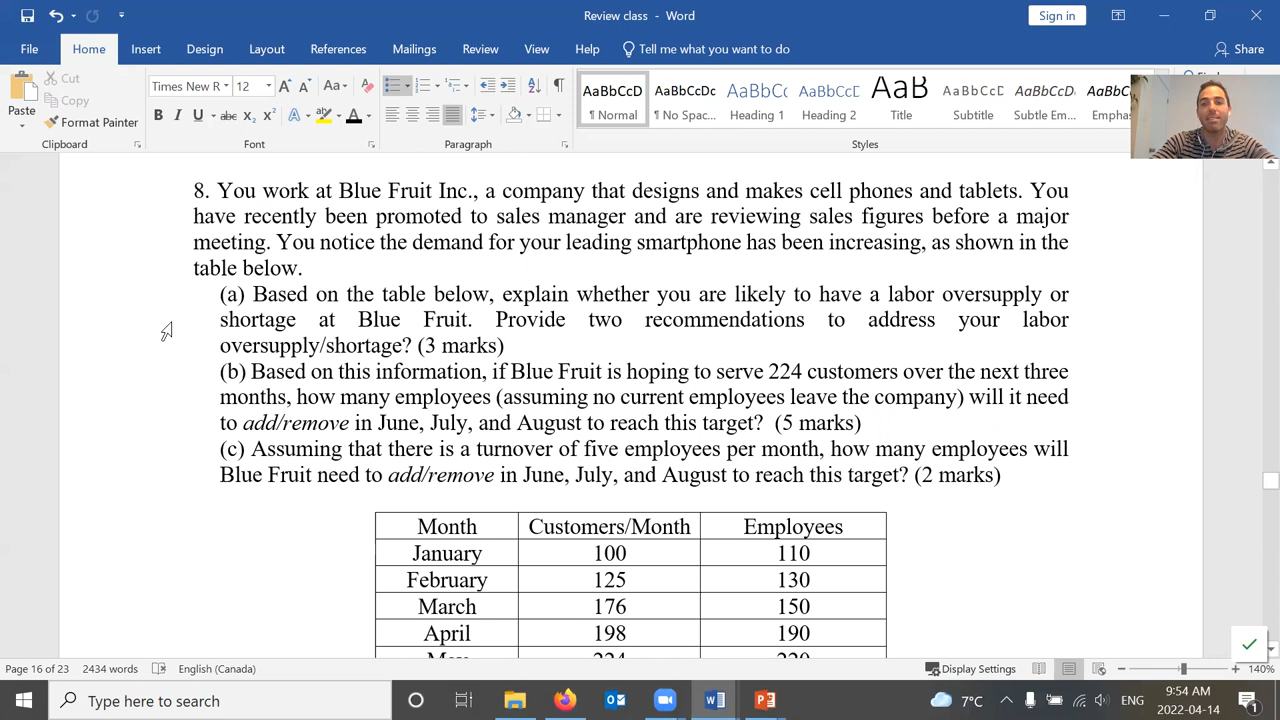 Review class - Word
Sign in
File Home Insert Design Layout References Mailings Review View Help Tell me what you want to do Share
Paste
Cut
Copy
Format Painter
Times New R 12
AaBbCcD AaBbCcDc AaBbCc AaBbCcD AaB AaBbCcD AaBbCcD AaBbCc
¶ Normal ¶ No Spac... Heading 1 Heading 2 Title Subtitle Subtle Em... Emphas
Clipboard Font Paragraph Styles
8. You work at Blue Fruit Inc., a company that designs and makes cell phones and tablets. You
have recently been promoted to sales manager and are reviewing sales figures before a major
meeting. You notice the demand for your leading smartphone has been increasing, as shown in the
table below.
(a) Based on the table below, explain whether you are likely to have a labor oversupply or
shortage at Blue Fruit. Provide two recommendations to address your labor
oversupply/shortage? (3 marks)
(b) Based on this information, if Blue Fruit is hoping to serve 224 customers over the next three
months, how many employees (assuming no current employees leave the company) will it need
to add/remove in June, July, and August to reach this target? (5 marks)
(c) Assuming that there is a turnover of five employees per month, how many employees will
Blue Fruit need to add/remove in June, July, and August to reach this target? (2 marks)
Month Customers/Month Employees
January 100 110
February 125 130
March 176 150
April 198 190
Page 16 of 23 2434 words English (Canada) Display Settings 140%
Type here to search
7°C ENG 9:54 AM
2022-04-14